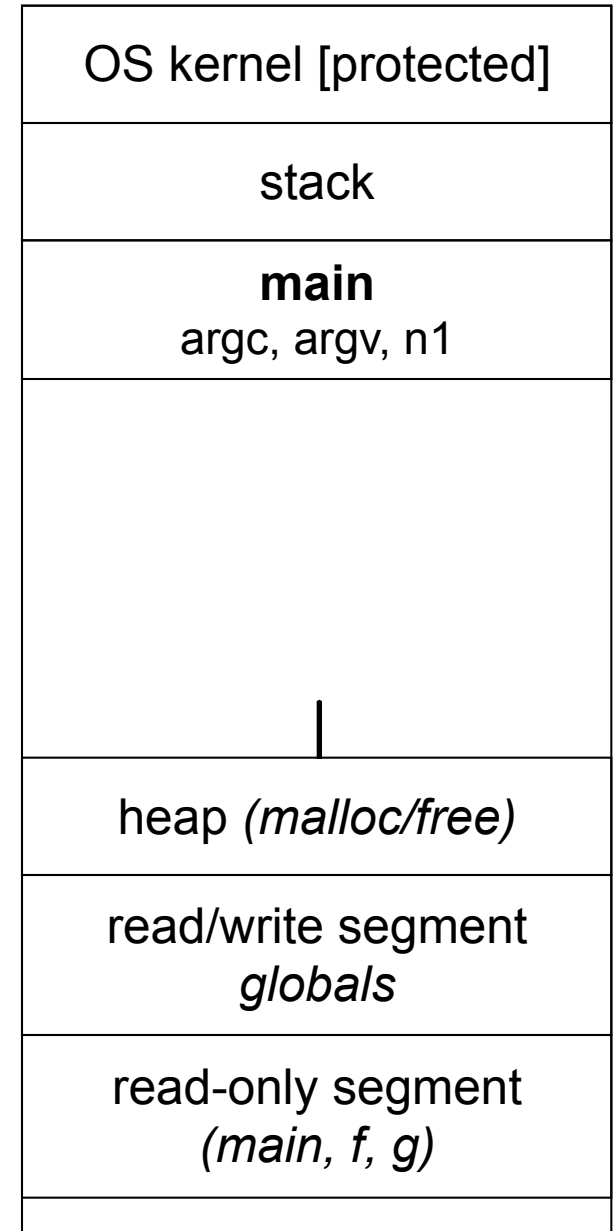 OS kernel [protected]
stack
main
argc, argv, n1
heap (malloc/free)
read/write segment
globals
read-only segment
(main, f, g)